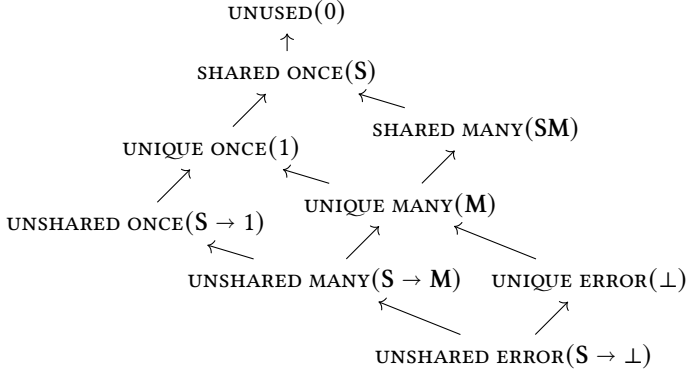 UNUSED(0)
SHARED ONCE(S)
SHARED MANY(SM)
UNIQUE ONCE(1)
UNIQUE MANY(M)
UNSHARED ONCE(S → 1)
UNSHARED MANY(S → M)
UNIQUE ERROR(⊥)
UNSHARED ERROR(S → ⊥)